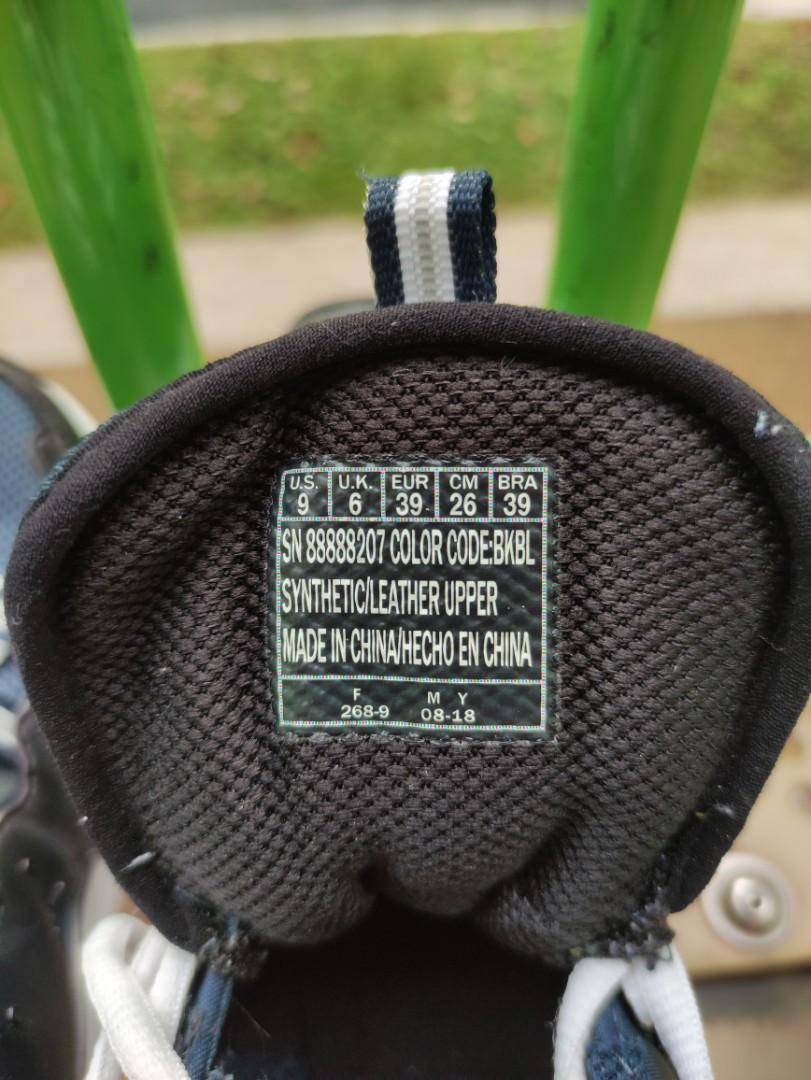 U.S. U.K. EUR CM BRA
9 6 39 26 39
SN 88888207 COLOR CODE:BKBL
SYNTHETIC/LEATHER UPPER
MADE IN CHINA/HECHO EN CHINA
F M Y
268-9 08-18